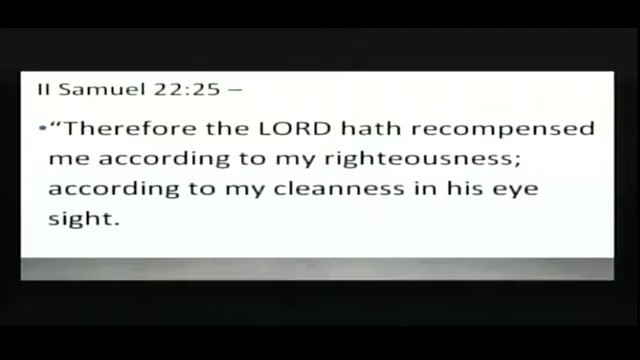 II Samuel 22:25 –
•“Therefore the LORD hath recompensed
me according to my righteousness;
according to my cleanness in his eye
sight.